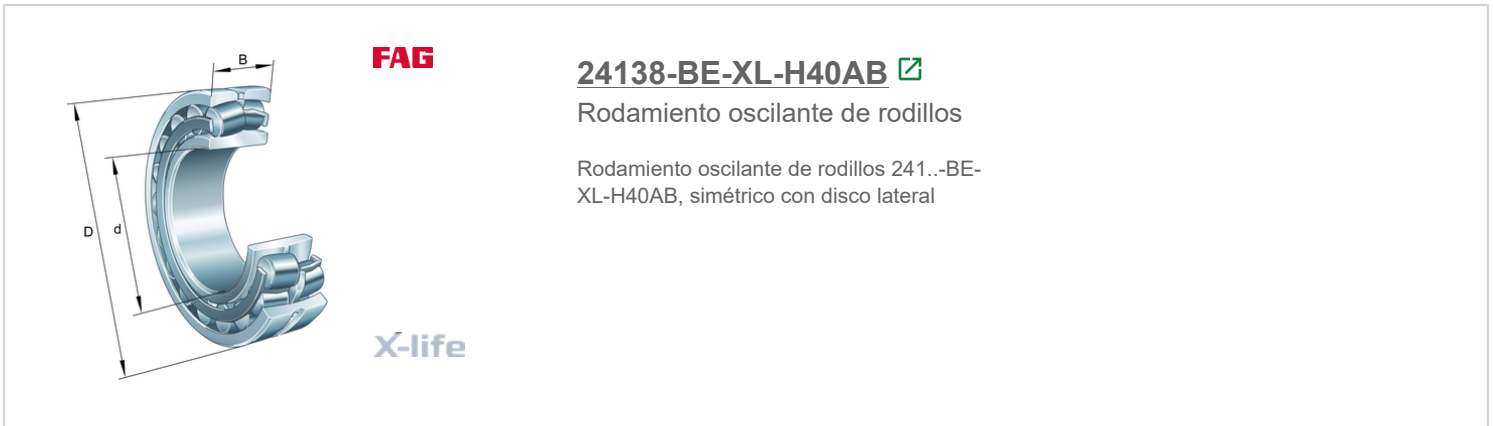 B
FAG
D
d
X-life
24138-BE-XL-H40AB
Rodamiento oscilante de rodillos
Rodamiento oscilante de rodillos 241..-BE-
XL-H40AB, simétrico con disco lateral